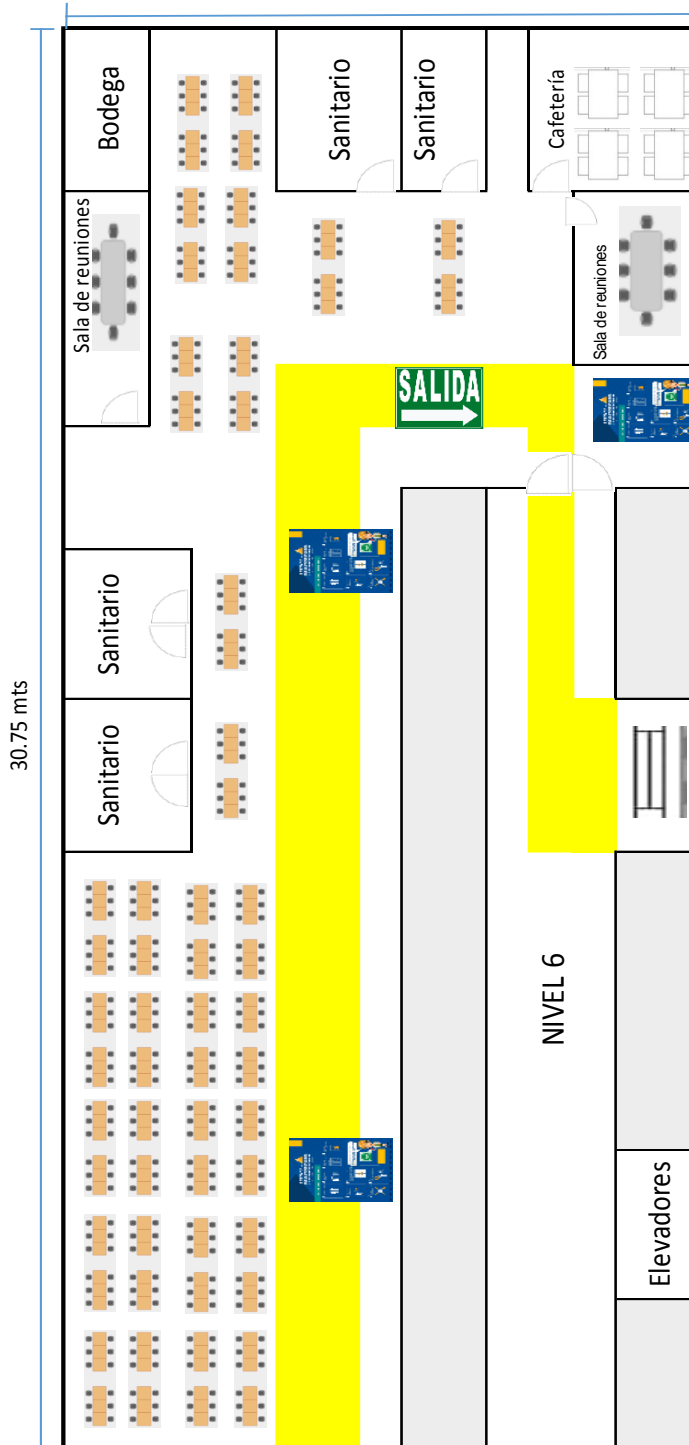 Bodega
Sanitario
Sanitario
Cafetería
Sala de reuniones
Sala de reuniones
SALIDA
Sanitario
Sanitario
30.75 mts
NIVEL 6
Elevadores